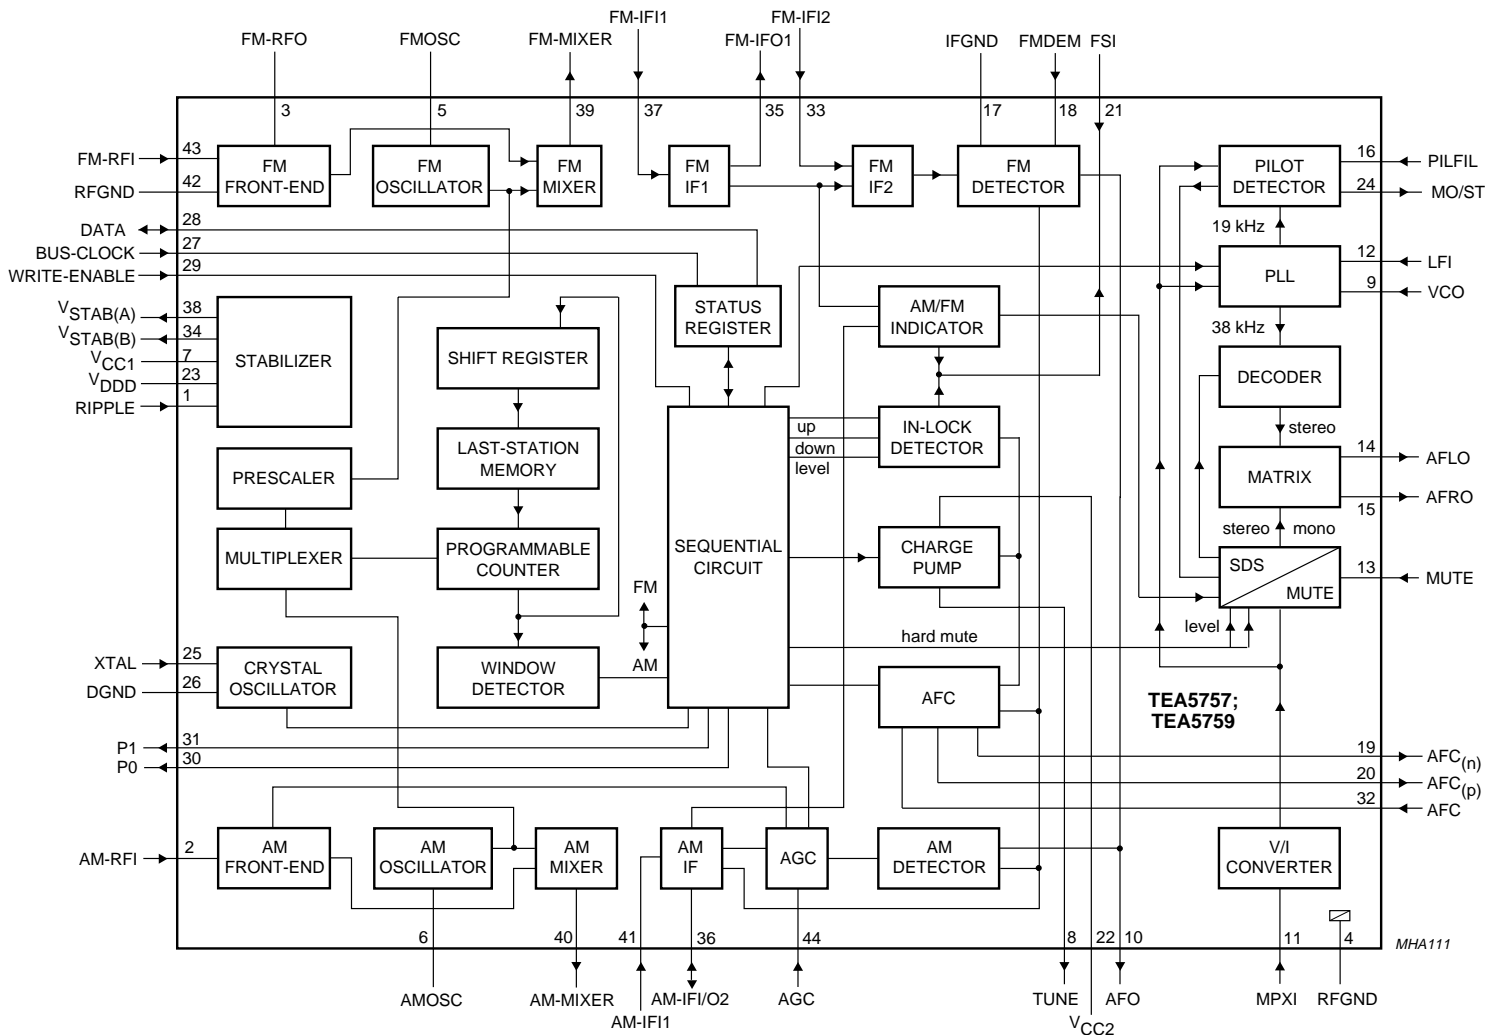 FM-IFI1
FM-IFI2
FM-RFO
FMOSC
FM-MIXER
FM-IFO1
IFGND
FMDEM
FSI
3
5
39
37
35
33
17
18
21
FM-RFI
43
RFGND
42
FM
FRONT-END
FM
OSCILLATOR
FM
MIXER
FM
IF1
FM
IF2
FM
DETECTOR
PILOT
DETECTOR
16
PILFIL
24
MO/ST
19 kHz
DATA
28
BUS-CLOCK
27
WRITE-ENABLE
29
PLL
12
LFI
9
VCO
38 kHz
VSTAB(A)
38
VSTAB(B)
34
VCC1
7
VDDD
23
RIPPLE
1
STABILIZER
SHIFT REGISTER
STATUS
REGISTER
AM/FM
INDICATOR
DECODER
stereo
LAST-STATION
MEMORY
up
down
level
IN-LOCK
DETECTOR
MATRIX
14
AFLO
AFRO
15
stereo
mono
PRESCALER
MULTIPLEXER
PROGRAMMABLE
COUNTER
SEQUENTIAL
CIRCUIT
CHARGE
PUMP
SDS
MUTE
13
MUTE
FM
AM
hard mute
level
XTAL
25
DGND
26
CRYSTAL
OSCILLATOR
WINDOW
DETECTOR
AFC
TEA5757;
TEA5759
P1
31
P0
30
19
AFC(n)
20
AFC(p)
32
AFC
AM-RFI
2
AM
FRONT-END
AM
OSCILLATOR
AM
MIXER
AM
IF
AGC
AM
DETECTOR
V/I
CONVERTER
6
40
41
36
44
8
22
10
11
4
MHA111
AMOSC
AM-MIXER
AM-IFI1
AM-IFI/O2
AGC
TUNE
VCC2
AFO
MPXI
RFGND